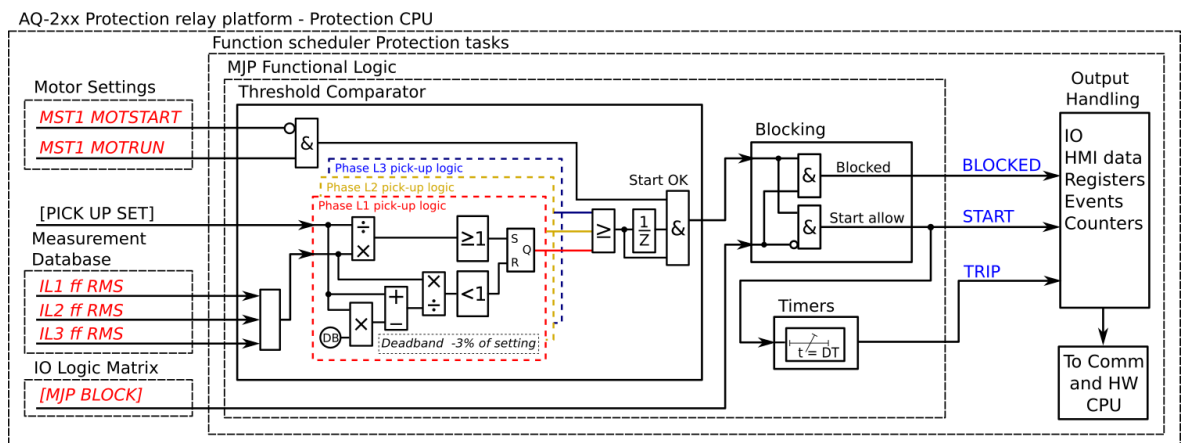 AQ-2xx Protection relay platform - Protection CPU
Function scheduler Protection tasks
MJP Functional Logic
Threshold Comparator
Motor Settings
MST1 MOTSTART
MST1 MOTRUN
&
[PICK UP SET]
Measurement
Database
IL1 ff RMS
IL2 ff RMS
IL3 ff RMS
IO Logic Matrix
[MJP BLOCK]
Phase L3 pick-up logic
Phase L2 pick-up logic
Phase L1 pick-up logic
÷
×
≥1
S
Q
R
×
÷
<1
+
−
×
DB
Deadband -3% of setting
≥
1
Z
Start OK
&
Blocking
&
Blocked
&
Start allow
Timers
t = DT
BLOCKED
START
TRIP
Output
Handling
IO
HMI data
Registers
Events
Counters
To Comm
and HW
CPU